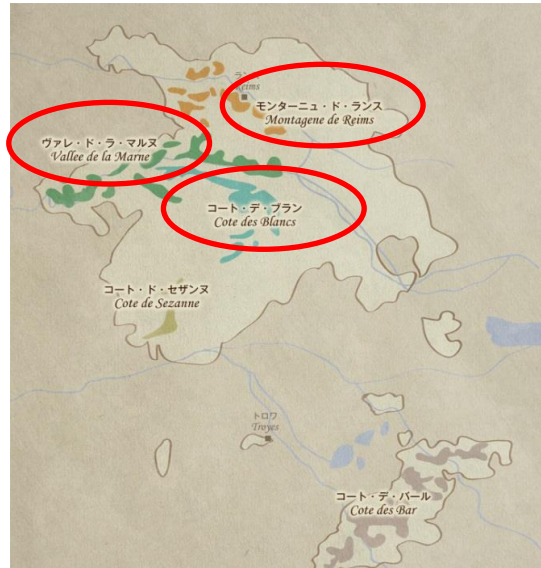 モンターニュ・ド・ランス
Montagene de Reims
ヴァレ・ド・ラ・マルヌ
Vallee de la Marne
コート・デ・ブラン
Cote des Blancs
コート・ド・セザンヌ
Cote de Sezanne
トロワ
Troyes
コート・デ・バール
Cote des Bar